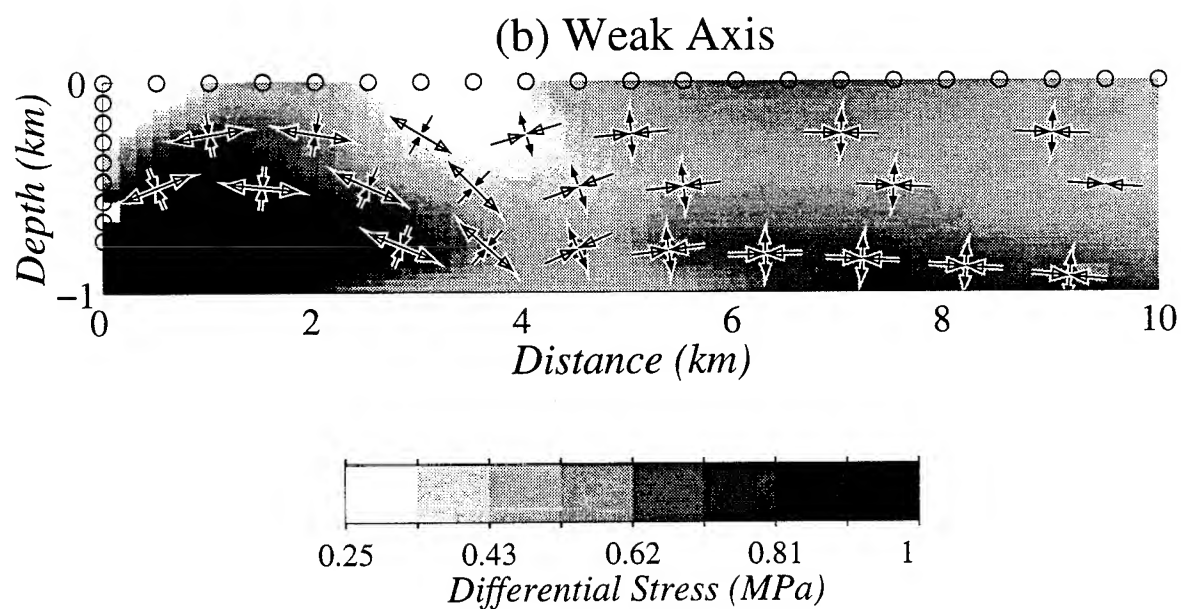 (b) Weak Axis
Depth (km)
0
−1
0 2 4 6 8 10
Distance (km)
0.25 0.43 0.62 0.81 1
Differential Stress (MPa)